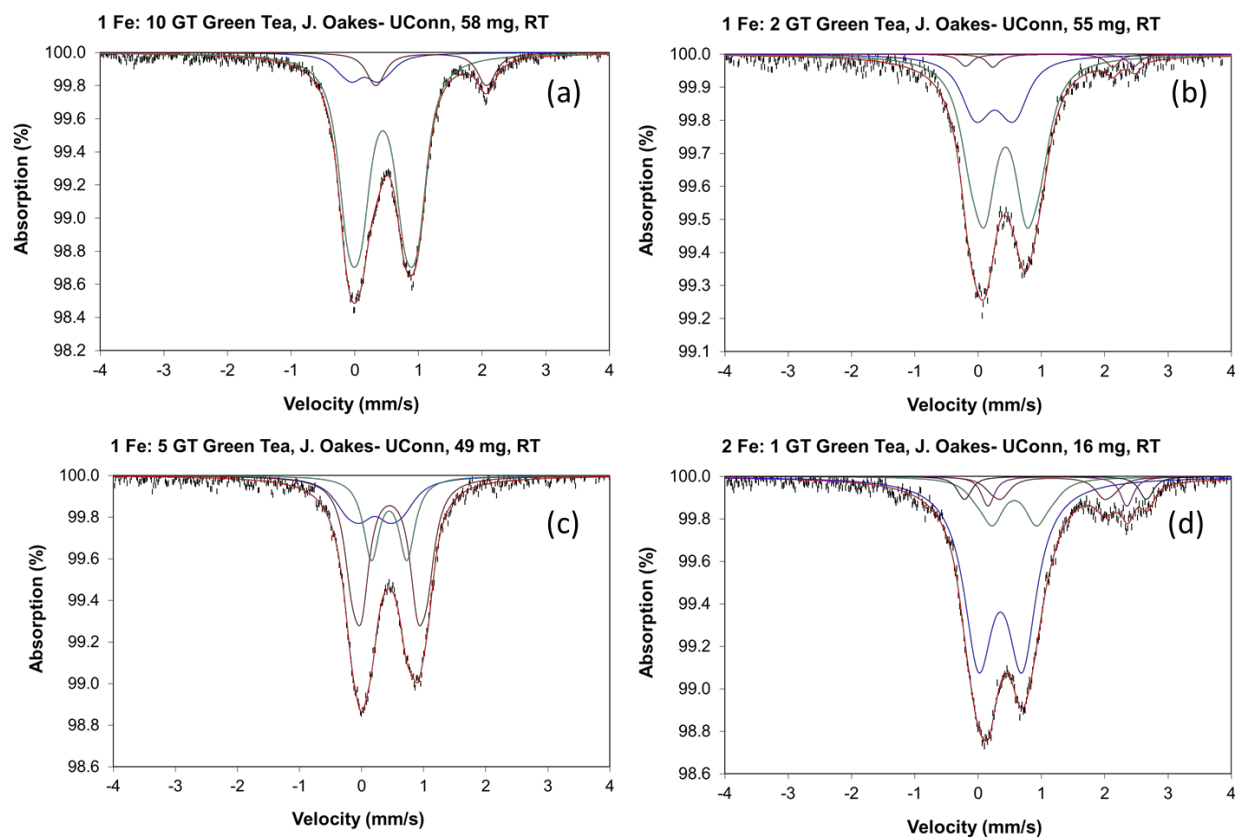 1 Fe: 10 GT Green Tea, J. Oakes- UConn, 58 mg, RT
Absorption (%)
100.0
99.8
99.6
99.4
99.2
99.0
98.8
98.6
98.4
98.2
(a)
-4 -3 -2 -1 0 1 2 3 4
Velocity (mm/s)
1 Fe: 2 GT Green Tea, J. Oakes- UConn, 55 mg, RT
Absorption (%)
100.0
99.9
99.8
99.7
99.6
99.5
99.4
99.3
99.2
99.1
(b)
-4 -3 -2 -1 0 1 2 3 4
Velocity (mm/s)
1 Fe: 5 GT Green Tea, J. Oakes- UConn, 49 mg, RT
Absorption (%)
100.0
99.8
99.6
99.4
99.2
99.0
98.8
98.6
(c)
-4 -3 -2 -1 0 1 2 3 4
Velocity (mm/s)
2 Fe: 1 GT Green Tea, J. Oakes- UConn, 16 mg, RT
Absorption (%)
100.0
99.8
99.6
99.4
99.2
99.0
98.8
98.6
(d)
-4 -3 -2 -1 0 1 2 3 4
Velocity (mm/s)